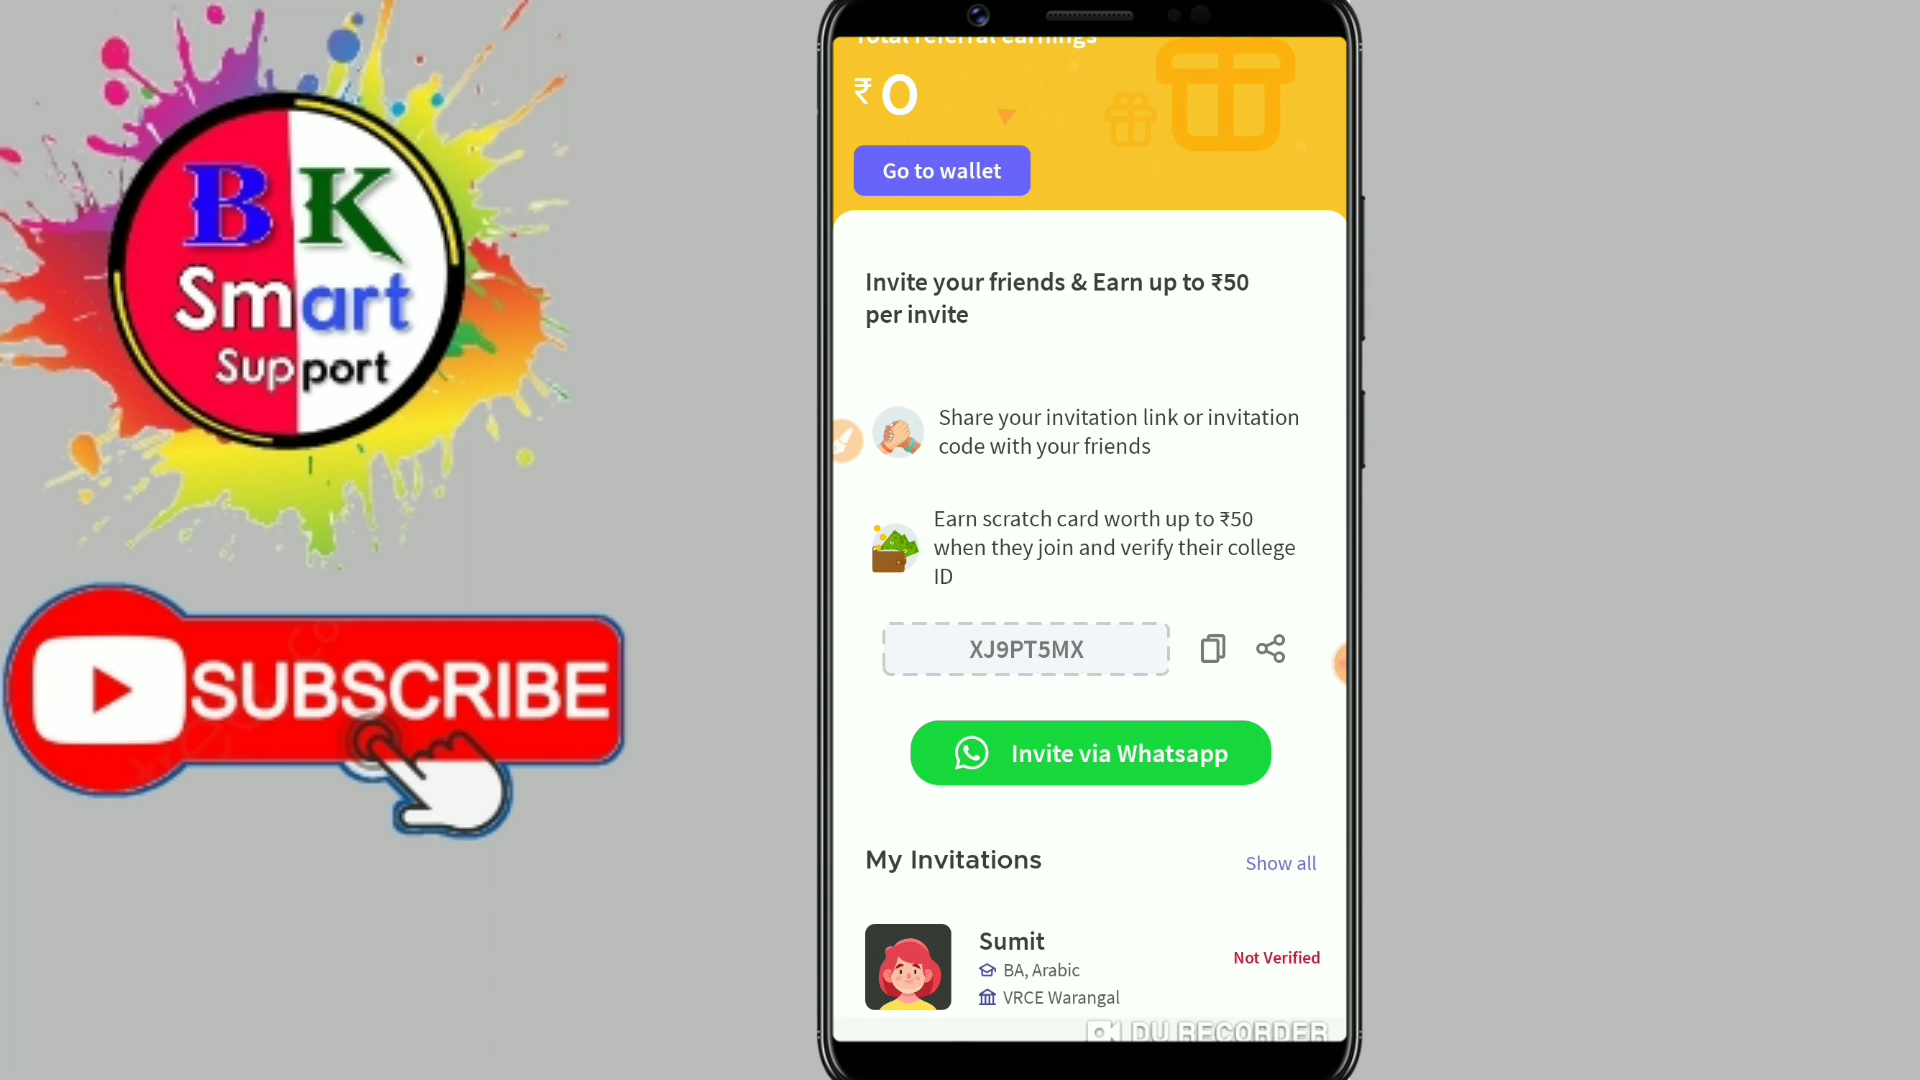 B K
Smart
Support
SUBSCRIBE
Total referral earnings
₹ 0
Go to wallet
Invite your friends & Earn up to ₹50
per invite
Share your invitation link or invitation
code with your friends
Earn scratch card worth up to ₹50
when they join and verify their college
ID
XJ9PT5MX
Invite via Whatsapp
My Invitations
Show all
Sumit
Not Verified
BA, Arabic
VRCE Warangal
DU RECORDER